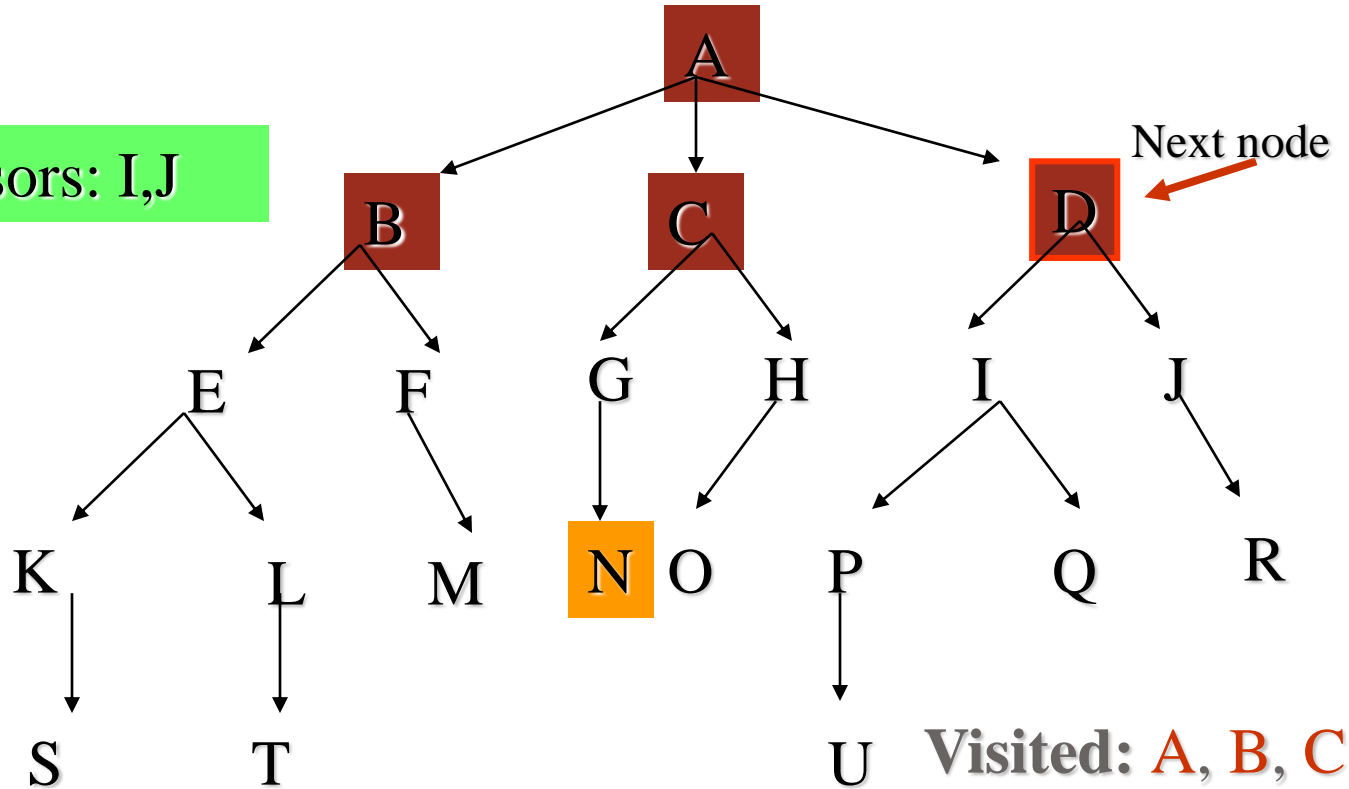 A
Next node
sors: I,J
B C D
E F G H I J
K L M N O P Q R
S T U
Visited: A, B, C